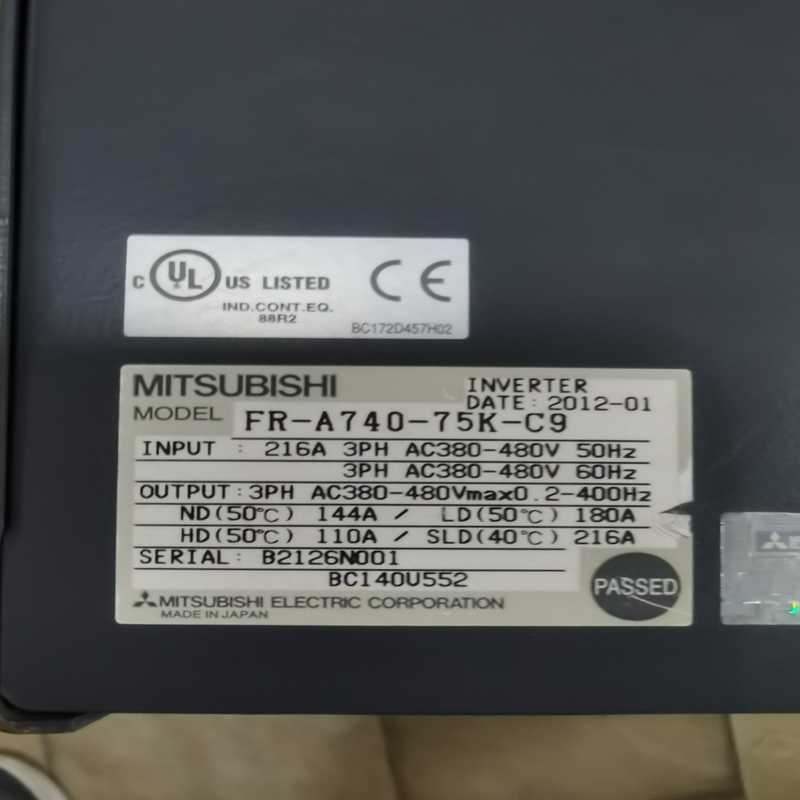 c UL US LISTED CE
IND.CONT.EQ.
88R2
BC172D457H02
MITSUBISHI INVERTER
DATE: 2012-01
MODEL FR-A740-75K-C9
INPUT : 216A 3PH AC380-480V 50Hz
3PH AC380-480V 60Hz
OUTPUT:3PH AC380-480Vmax0.2-400Hz
ND(50℃) 144A / LD(50℃) 180A
HD(50℃) 110A / SLD(40℃) 216A
SERIAL: B2126N001
BC140U552
PASSED
MITSUBISHI ELECTRIC CORPORATION
MADE IN JAPAN